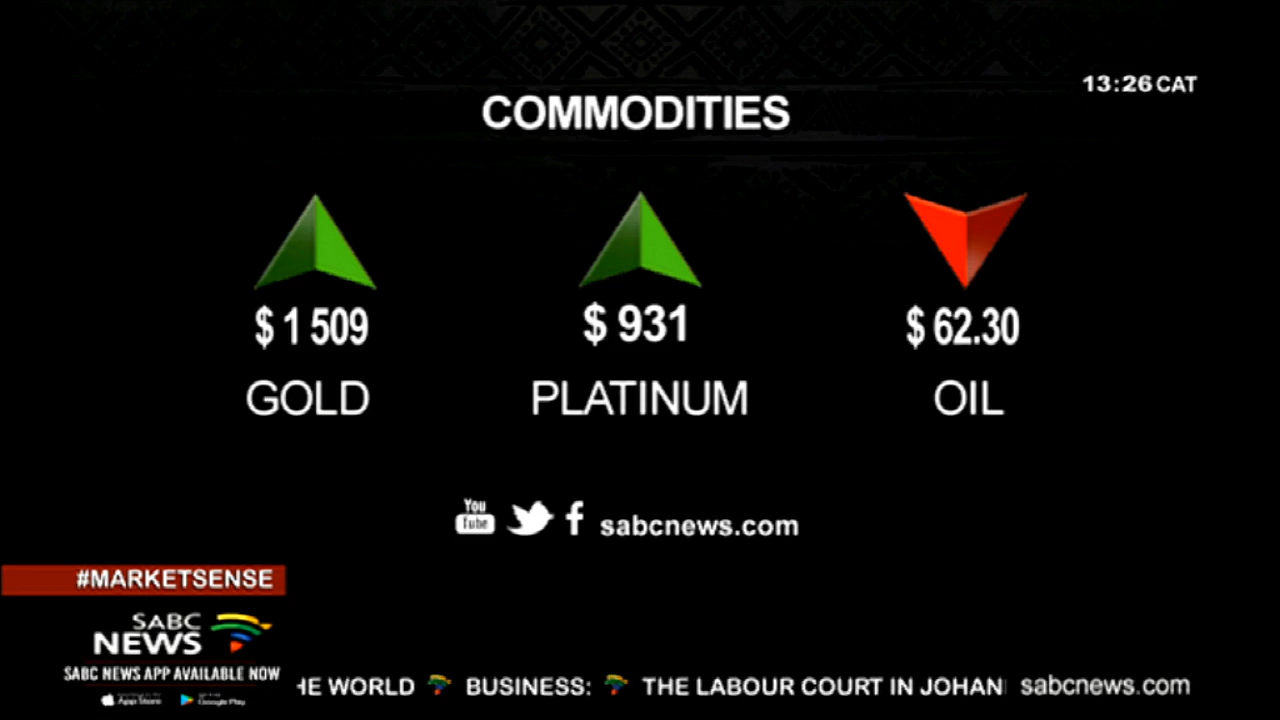 13:26 CAT
COMMODITIES
$ 1 509
$ 931
$ 62.30
GOLD
PLATINUM
OIL
You
Tube
sabcnews.com
#MARKETSENSE
SABC
NEWS
SABC NEWS APP AVAILABLE NOW
App Store
Google Play
HE WORLD BUSINESS: THE LABOUR COURT IN JOHAN
sabcnews.com